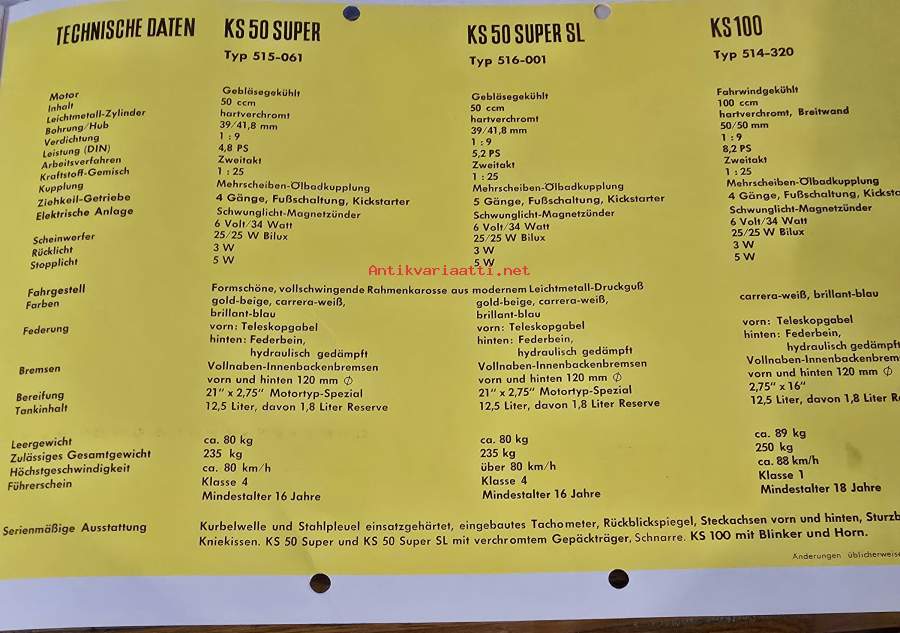 TECHNISCHE DATEN KS 50 SUPER KS 50 SUPER SL KS 100
Typ 515-061 Typ 516-001 Typ 514-320
Motor Gebläsegekühlt Gebläsegekühlt Fahrwindgekühlt
Inhalt 50 ccm 50 ccm 100 ccm
Leichtmetall-Zylinder hartverchromt hartverchromt hartverchromt, Breitwand
Bohrung/Hub 39/41,8 mm 39/41,8 mm 50/50 mm
Verdichtung 1 : 9 1 : 9 1 : 9
Leistung (DIN) 4,8 PS 5,2 PS 8,2 PS
Arbeitsverfahren Zweitakt Zweitakt Zweitakt
Kraftstoff-Gemisch 1 : 25 1 : 25 1 : 25
Kupplung Mehrscheiben-Ölbadkupplung Mehrscheiben-Ölbadkupplung Mehrscheiben-Ölbadkupplung
Ziehkeil-Getriebe 4 Gänge, Fußschaltung, Kickstarter 5 Gänge, Fußschaltung, Kickstarter 4 Gänge, Fußschaltung, Kickstar
Elektrische Anlage Schwunglicht-Magnetzünder Schwunglicht-Magnetzünder Schwunglicht-Magnetzünder
6 Volt/34 Watt 6 Volt/34 Watt 6 Volt/34 Watt
Scheinwerfer 25/25 W Bilux 25/25 W Bilux 25/25 W Bilux
Rücklicht 3 W 3 W 3 W
Stopplicht 5 W 5 W 5 W
Antikvariaatti.net
Fahrgestell Formschöne, vollschwingende Rahmenkarosse aus modernem Leichtmetall-Druckguß
Farben gold-beige, carrera-weiß, gold-beige, carrera-weiß, carrera-weiß, brillant-blau
brillant-blau brillant-blau
Federung vorn: Teleskopgabel vorn: Teleskopgabel vorn: Teleskopgabel
hinten: Federbein, hinten: Federbein, hinten: Federbein,
hydraulisch gedämpft hydraulisch gedämpft hydraulisch gedämpft
Bremsen Vollnaben-Innenbackenbremsen Vollnaben-Innenbackenbremsen Vollnaben-Innenbackenbrem
vorn und hinten 120 mm ∅ vorn und hinten 120 mm ∅ vorn und hinten 120 mm ∅
Bereifung 21" x 2,75" Motortyp-Spezial 21" x 2,75" Motortyp-Spezial 2,75" x 16"
Tankinhalt 12,5 Liter, davon 1,8 Liter Reserve 12,5 Liter, davon 1,8 Liter Reserve 12,5 Liter, davon 1,8 Liter Re
Leergewicht ca. 80 kg ca. 80 kg ca. 89 kg
Zulässiges Gesamtgewicht 235 kg 235 kg 250 kg
Höchstgeschwindigkeit ca. 80 km/h über 80 km/h ca. 88 km/h
Führerschein Klasse 4 Klasse 4 Klasse 1
Mindestalter 16 Jahre Mindestalter 16 Jahre Mindestalter 18 Jahre
Serienmäßige Ausstattung Kurbelwelle und Stahlpleuel einsatzgehärtet, eingebautes Tachometer, Rückblickspiegel, Steckachsen vorn und hinten, Sturzb
Kniekissen. KS 50 Super und KS 50 Super SL mit verchromtem Gepäckträger, Schnarre. KS 100 mit Blinker und Horn.
Änderungen üblicherweise